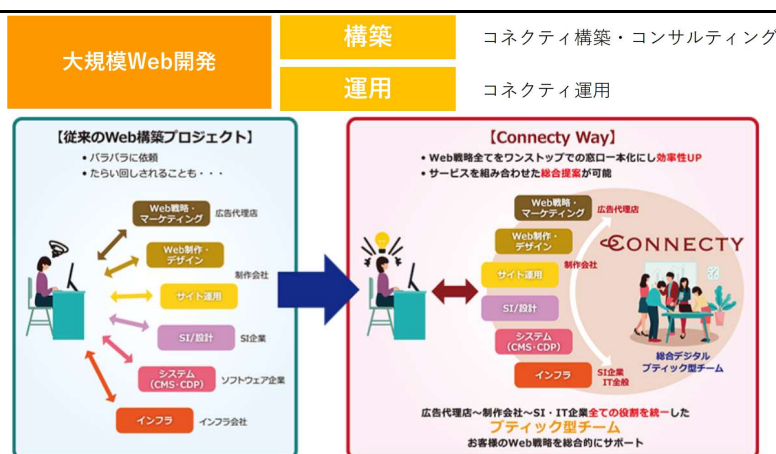 大規模Web開発
構築
コネクティ構築・コンサルティング
運用
コネクティ運用
【従来のWeb構築プロジェクト】
• バラバラに依頼
• たらい回しされることも・・・
Web戦略・
マーケティング
広告代理店
Web制作・
デザイン
制作会社
サイト運用
SI/設計
SI企業
システム
(CMS・CDP)
ソフトウェア企業
インフラ
インフラ会社
【Connecty Way】
• Web戦略全てをワンストップでの窓口一本化にし効率性UP
• サービスを組み合わせた総合提案が可能
Web戦略・
マーケティング
広告代理店
Web制作・
デザイン
制作会社
サイト運用
SI/設計
システム
(CMS・CDP)
インフラ
SI企業
IT全般
CONNECTY
総合デジタル
ブティック型チーム
広告代理店〜制作会社〜SI・IT企業全ての役割を統一した
ブティック型チーム
お客様のWeb戦略を総合的にサポート